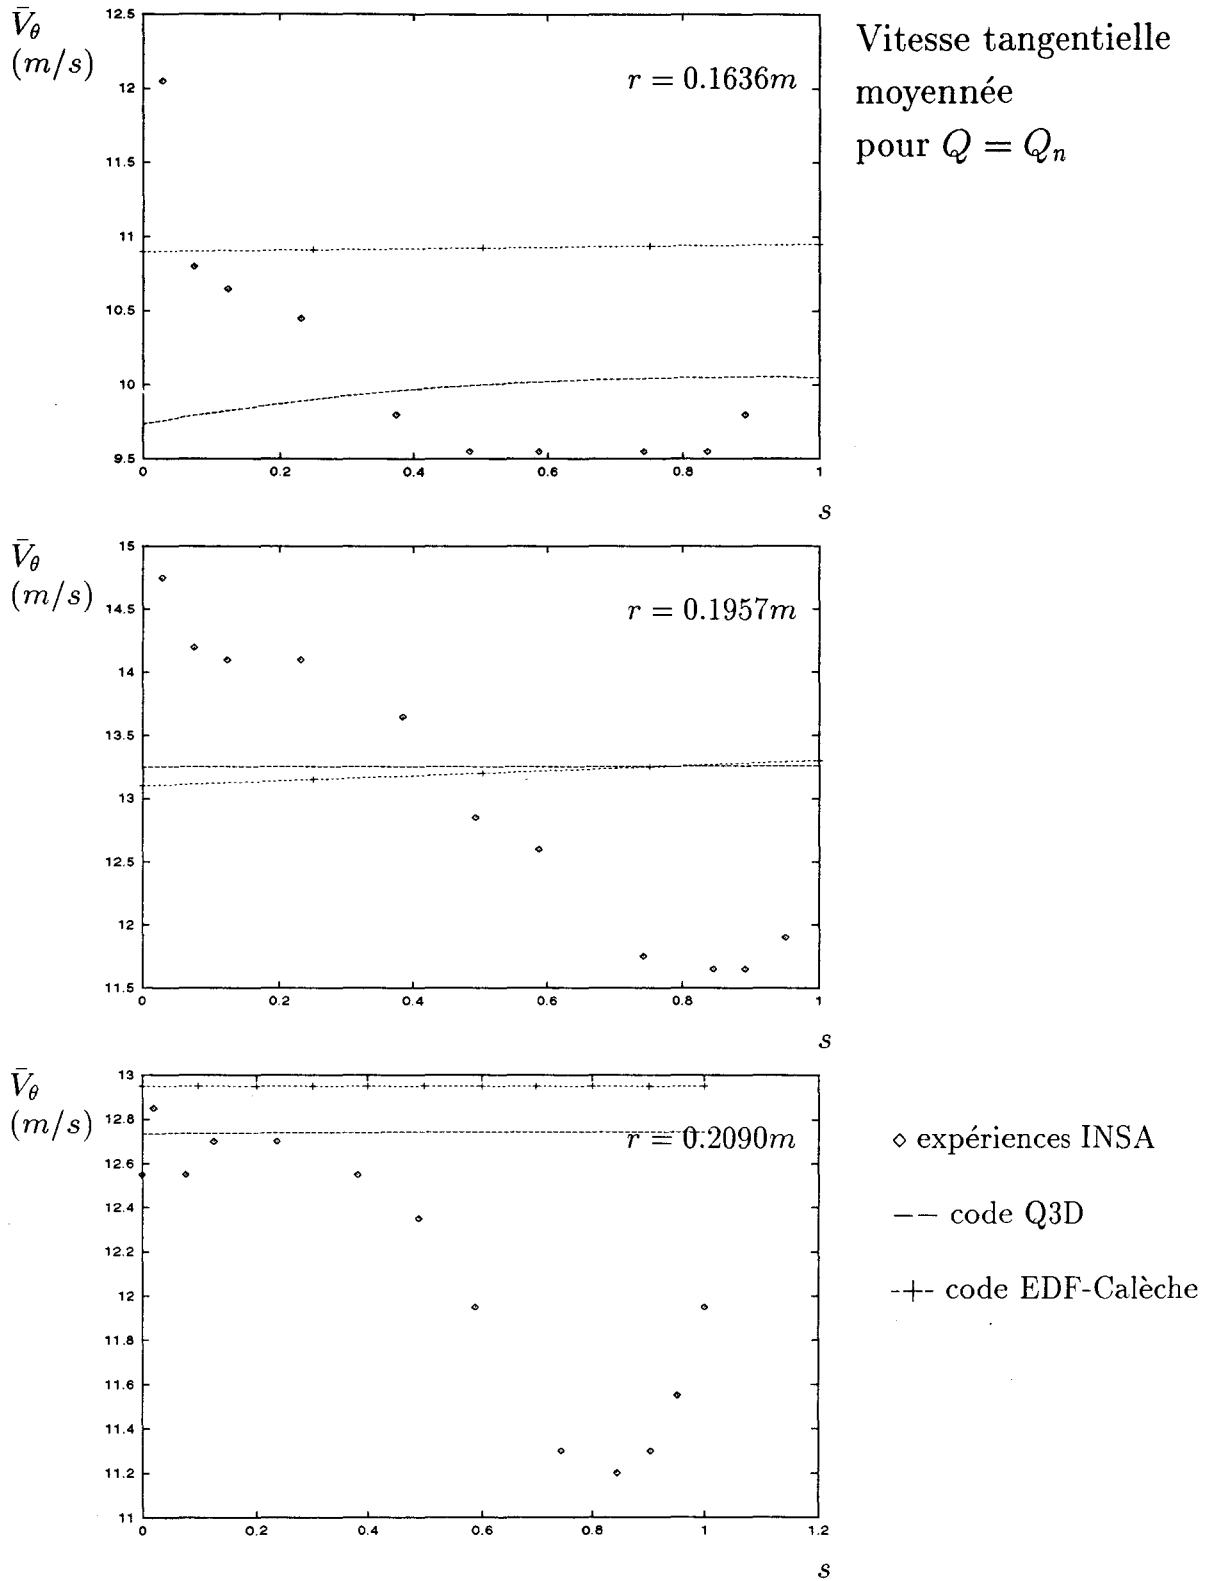 V̄θ
(m/s)
12.5
12
11.5
11
10.5
10
9.5
r = 0.1636m
0 0.2 0.4 0.6 0.8 1
s
Vitesse tangentielle
moyennée
pour Q = Qn
V̄θ
(m/s)
15
14.5
14
13.5
13
12.5
12
11.5
r = 0.1957m
0 0.2 0.4 0.6 0.8 1
s
V̄θ
(m/s)
13
12.8
12.6
12.4
12.2
12
11.8
11.6
11.4
11.2
11
r = 0.2090m
0 0.2 0.4 0.6 0.8 1 1.2
s
expériences INSA
code Q3D
code EDF-Calèche